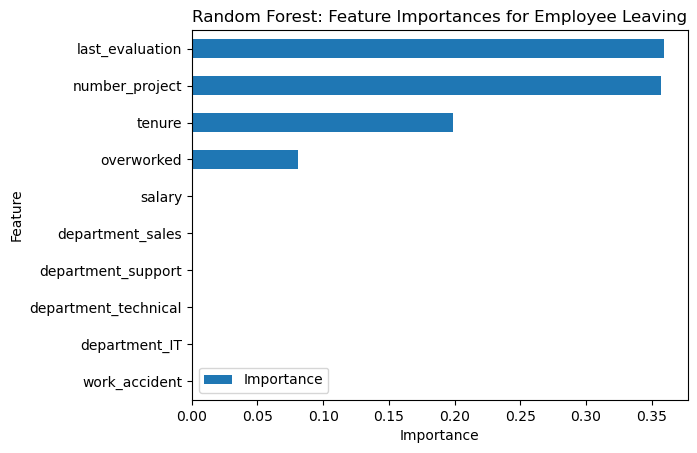 Random Forest: Feature Importances for Employee Leaving
last_evaluation
number_project
tenure
overworked
salary
department_sales
department_support
department_technical
department_IT
work_accident
Feature
Importance
0.00 0.05 0.10 0.15 0.20 0.25 0.30 0.35
Importance